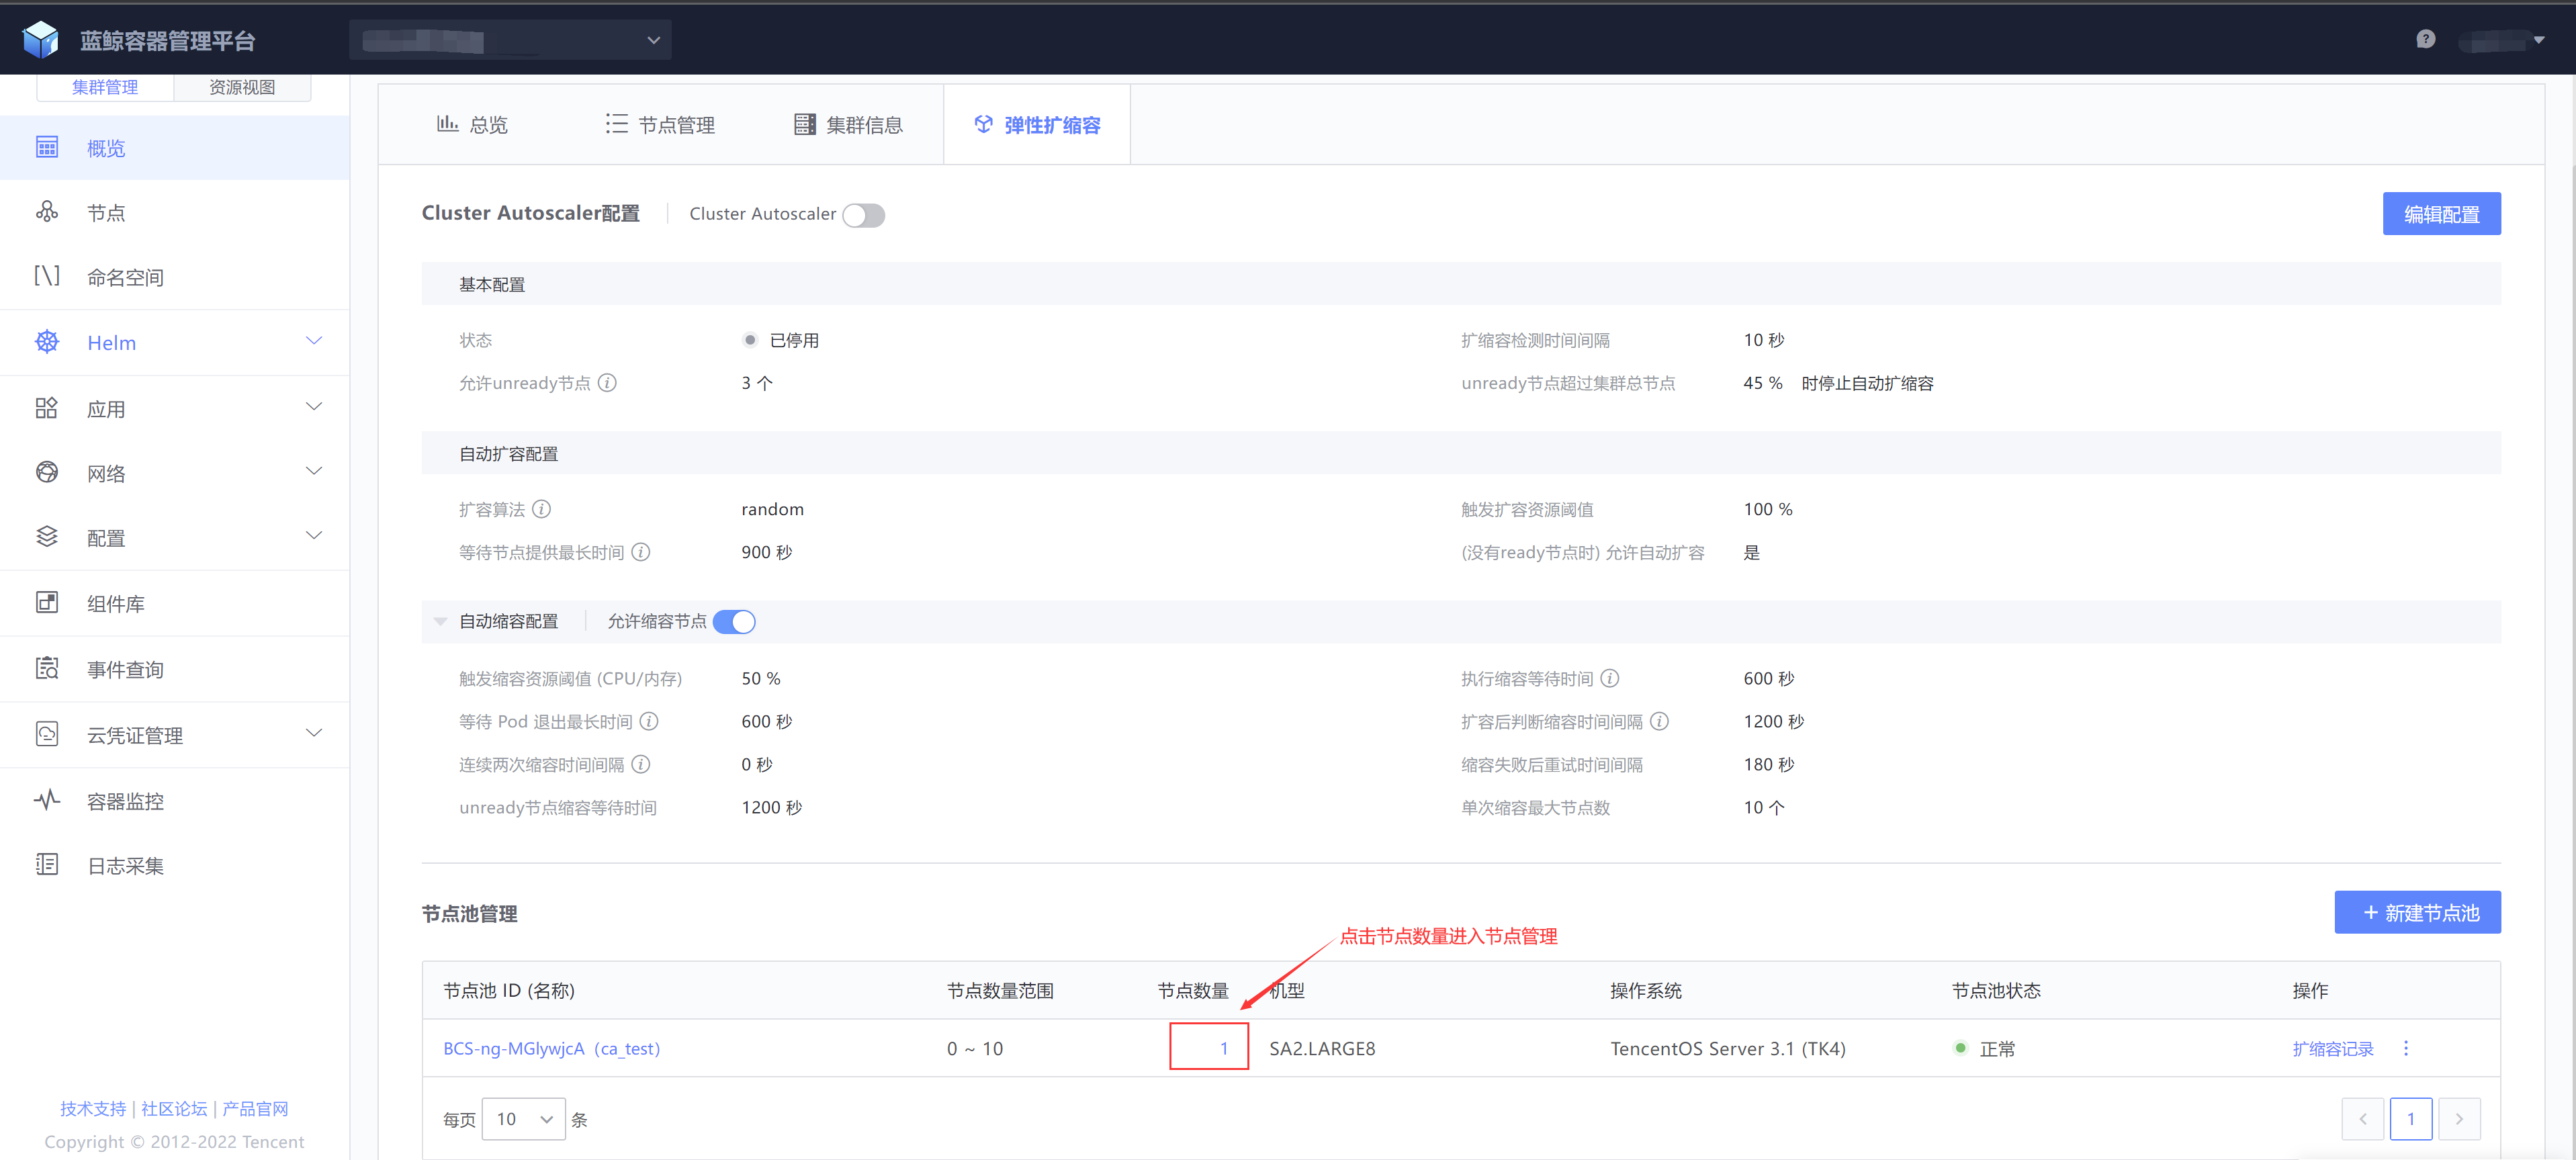 蓝鲸容器管理平台
集群管理 资源视图
概览
节点
命名空间
Helm
应用
网络
配置
组件库
事件查询
云凭证管理
容器监控
日志采集
技术支持 | 社区论坛 | 产品官网
Copyright © 2012-2022 Tencent
总览 节点管理 集群信息 弹性扩缩容
Cluster Autoscaler配置 Cluster Autoscaler 编辑配置
基本配置
状态 已停用 扩缩容检测时间间隔 10 秒
允许unready节点 3 个 unready节点超过集群总节点 45 % 时停止自动扩缩容
自动扩容配置
扩容算法 random 触发扩容资源阈值 100 %
等待节点提供最长时间 900 秒 (没有ready节点时) 允许自动扩容 是
自动缩容配置 允许缩容节点
触发缩容资源阈值 (CPU/内存) 50 % 执行缩容等待时间 600 秒
等待 Pod 退出最长时间 600 秒 扩容后判断缩容时间间隔 1200 秒
连续两次缩容时间间隔 0 秒 缩容失败后重试时间间隔 180 秒
unready节点缩容等待时间 1200 秒 单次缩容最大节点数 10 个
节点池管理 + 新建节点池
点击节点数量进入节点管理
节点池 ID (名称) 节点数量范围 节点数量 机型 操作系统 节点池状态 操作
BCS-ng-MGlywjcA（ca_test） 0 ~ 10 1 SA2.LARGE8 TencentOS Server 3.1 (TK4) 正常 扩缩容记录
每页 10 条 1